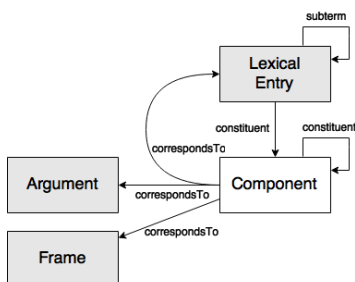 subterm
Lexical
Entry
constituent
constituent
correspondsTo
Argument
Component
correspondsTo
correspondsTo
Frame